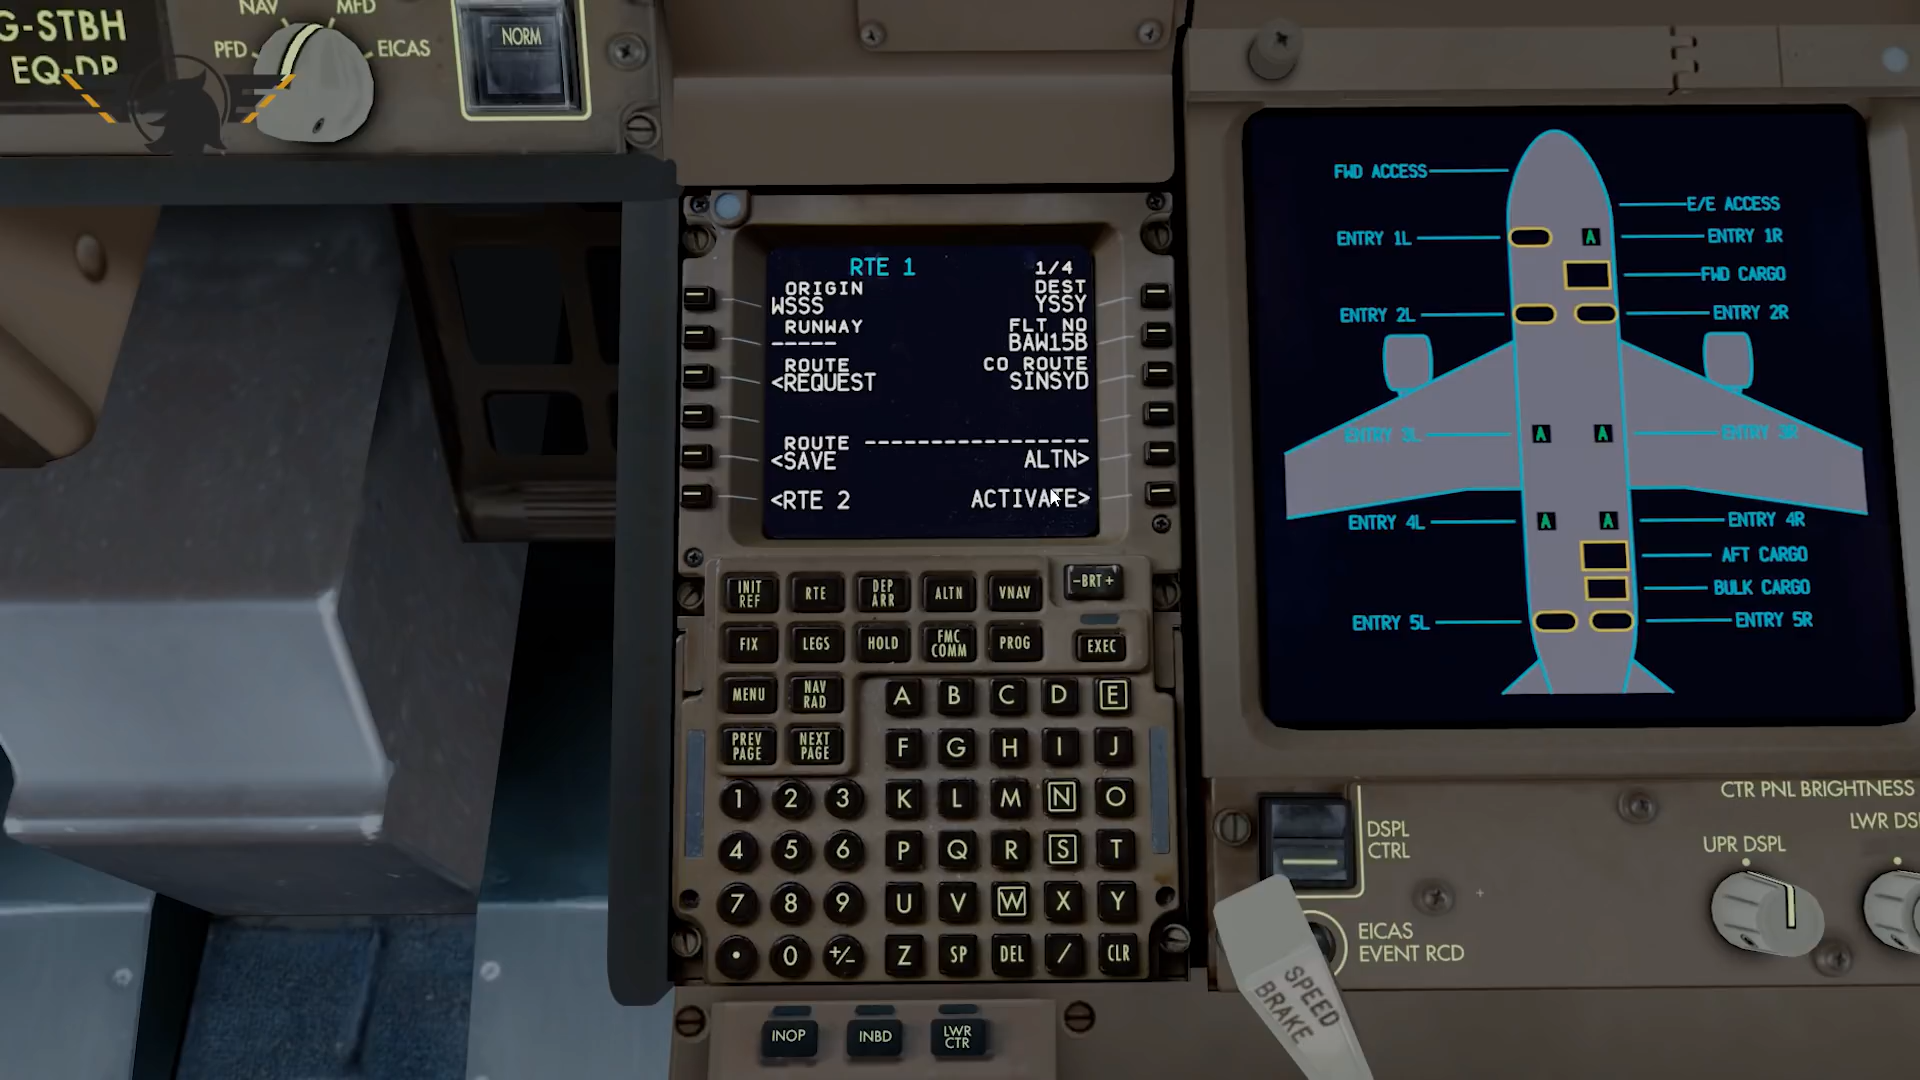 G-STBH
EQ-DP
NAV
MFD
PFD
EICAS
NORM
RTE 1 1/4
ORIGIN DEST
WSSS YSSY
RUNWAY FLT NO
----- BAW15B
ROUTE CO ROUTE
<REQUEST SINSYD
ROUTE -----------------
<SAVE ALTN>
<RTE 2 ACTIVATE>
INIT REF
RTE
DEP ARR
ALTN
VNAV
-BRT+
FIX
LEGS
HOLD
FMC COMM
PROG
EXEC
MENU
NAV RAD
PREV PAGE
NEXT PAGE
A B C D E
F G H I J
1 2 3 K L M N O
4 5 6 P Q R S T
7 8 9 U V W X Y
. 0 +/- Z SP DEL / CLR
INOP
INBD
LWR CTR
FWD ACCESS
E/E ACCESS
ENTRY 1L A ENTRY 1R
FWD CARGO
ENTRY 2L ENTRY 2R
ENTRY 3L A A ENTRY 3R
ENTRY 4L A A ENTRY 4R
AFT CARGO
BULK CARGO
ENTRY 5L ENTRY 5R
DSPL
CTRL
EICAS
EVENT RCD
SPEED
BRAKE
CTR PNL BRIGHTNESS
UPR DSPL
LWR DS